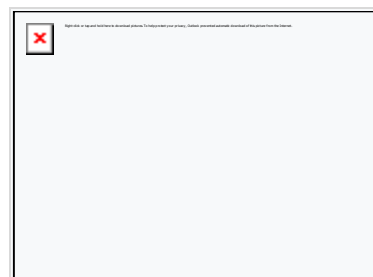 Right-click or tap and hold here to download pictures. To help protect your privacy, Outlook prevented automatic download of this picture from the Internet.